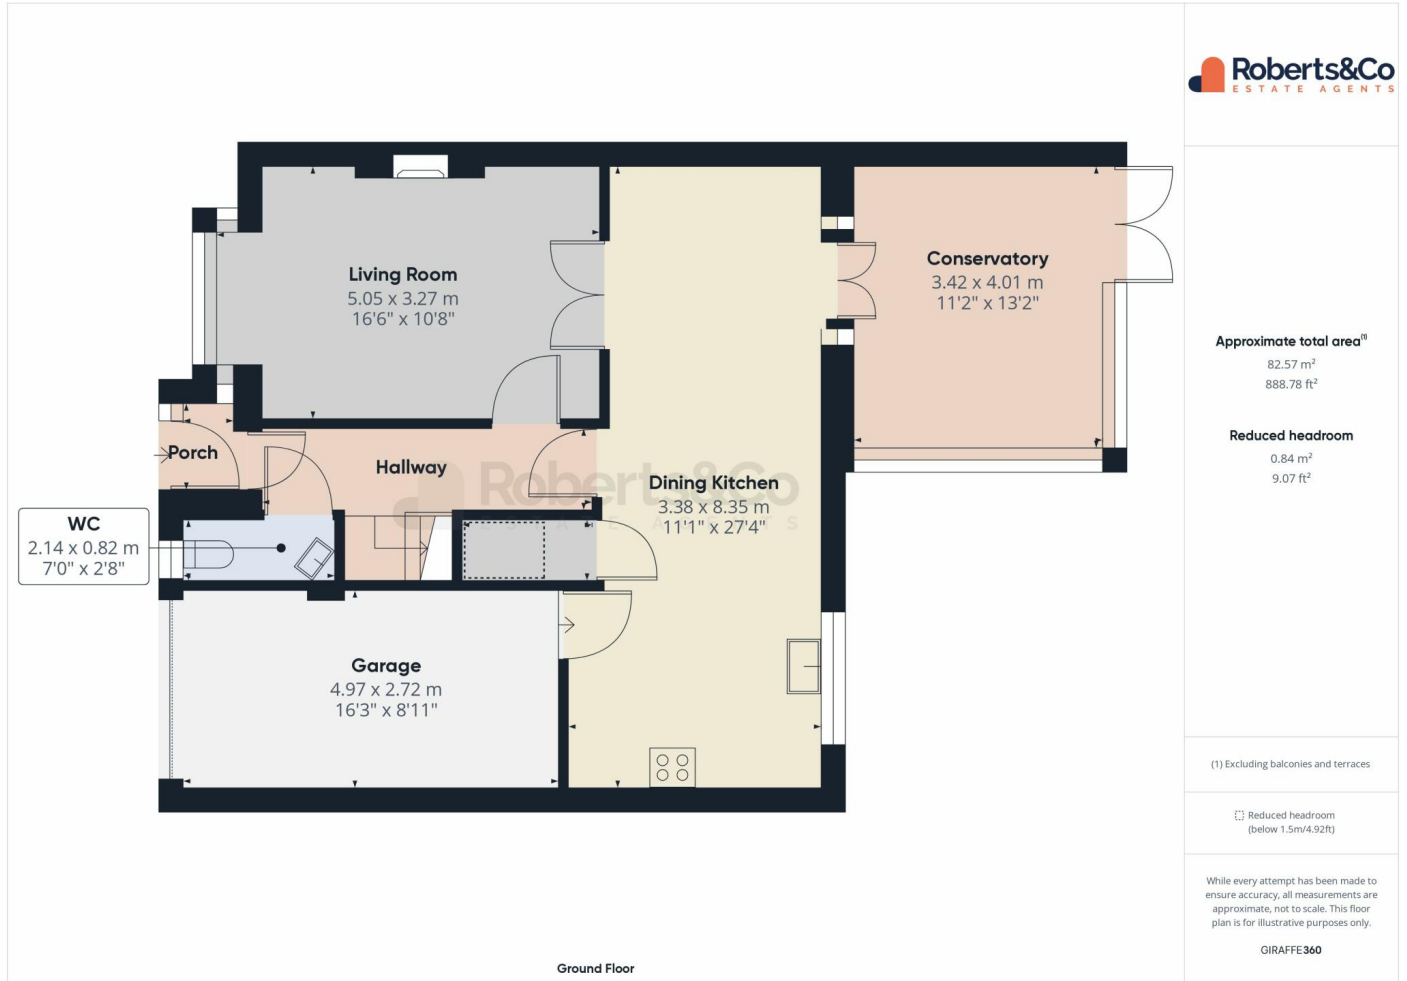 Roberts&Co
ESTATE AGENTS
Living Room
5.05 x 3.27 m
16'6" x 10'8"
Conservatory
3.42 x 4.01 m
11'2" x 13'2"
Porch
Hallway
Roberts&Co
ESTATE AGENTS
Dining Kitchen
3.38 x 8.35 m
11'1" x 27'4"
WC
2.14 x 0.82 m
7'0" x 2'8"
Garage
4.97 x 2.72 m
16'3" x 8'11"
Ground Floor
Approximate total area(1)
82.57 m²
888.78 ft²
Reduced headroom
0.84 m²
9.07 ft²
(1) Excluding balconies and terraces
Reduced headroom
(below 1.5m/4.92ft)
While every attempt has been made to
ensure accuracy, all measurements are
approximate, not to scale. This floor
plan is for illustrative purposes only.
GIRAFFE360